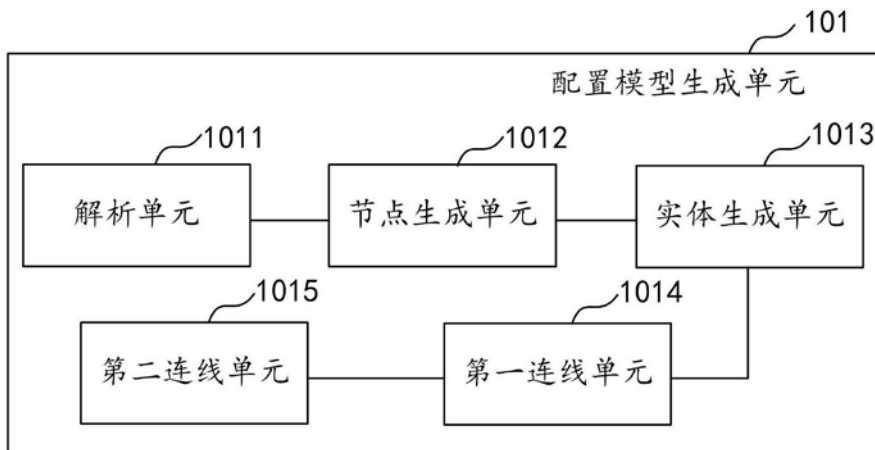 101
配置模型生成单元
1011
1012
1013
解析单元
节点生成单元
实体生成单元
1015
1014
第二连线单元
第一连线单元